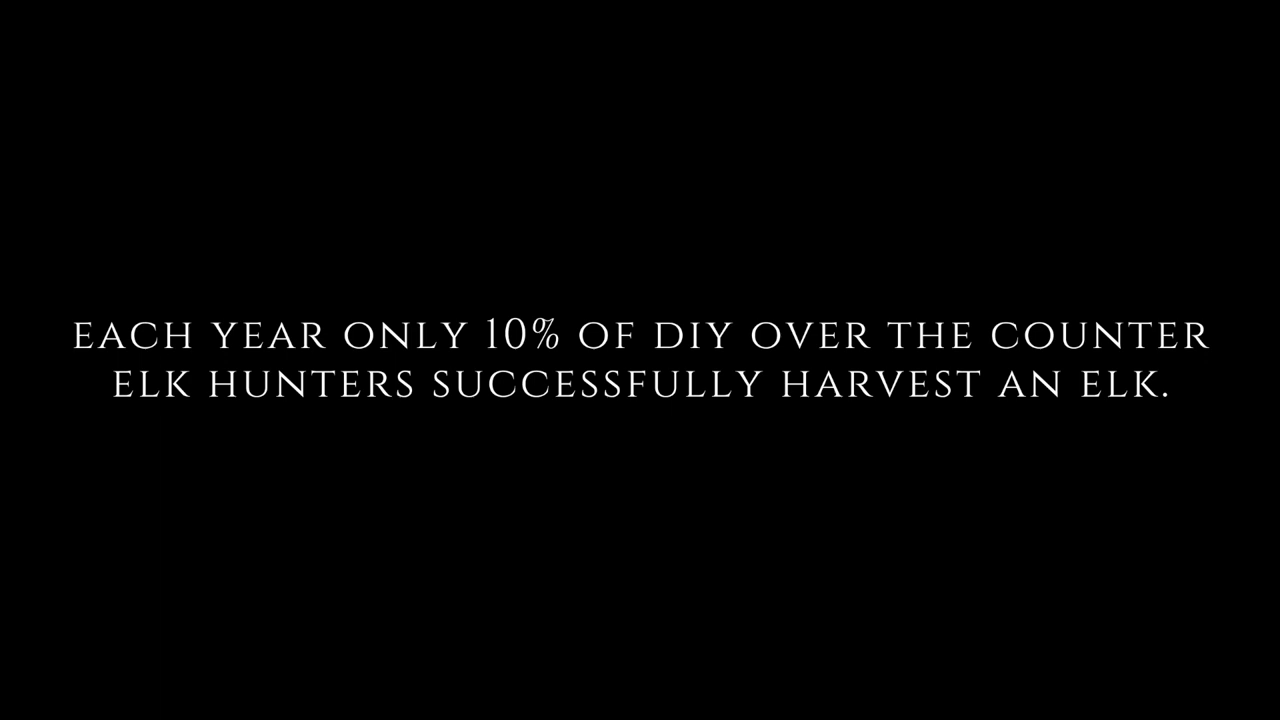 EACH YEAR ONLY 10% OF DIY OVER THE COUNTER
ELK HUNTERS SUCCESSFULLY HARVEST AN ELK.